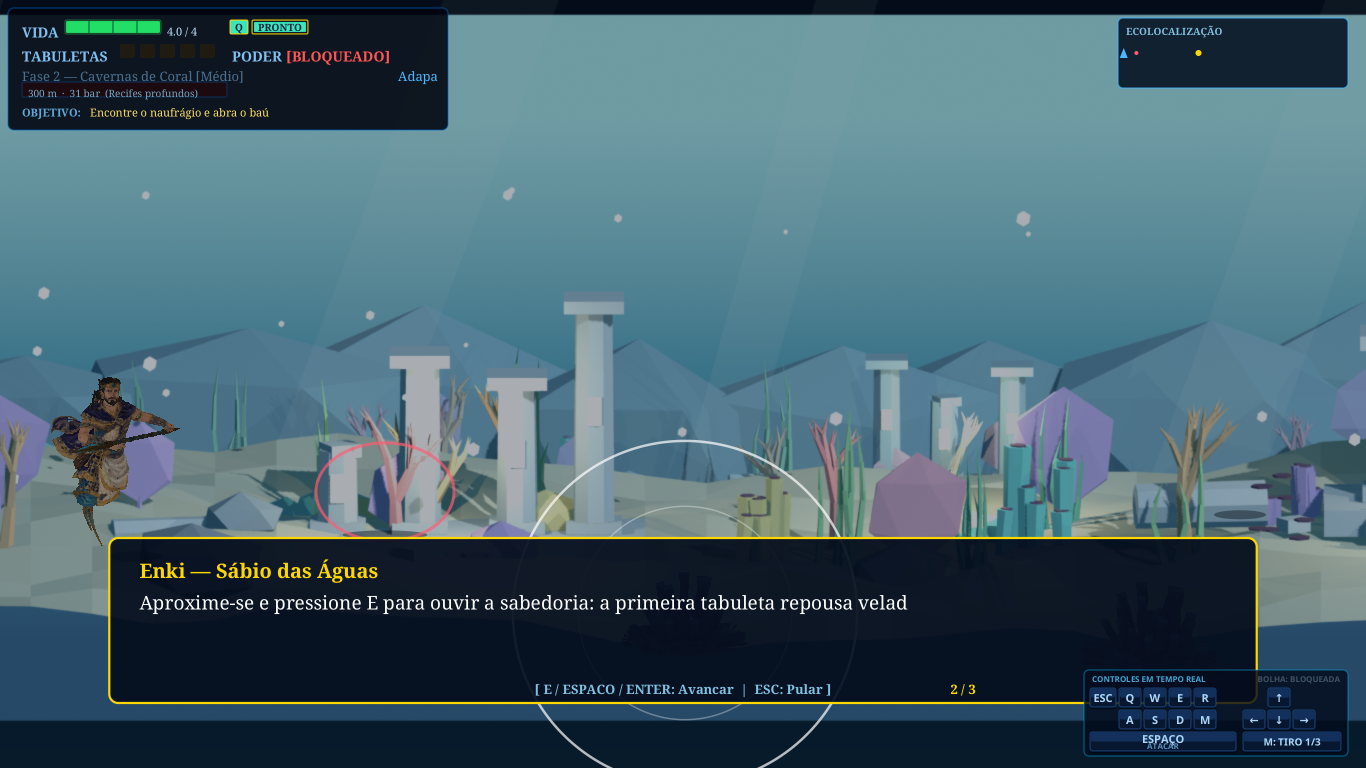 VIDA 4.0 / 4 Q PRONTO
TABULETAS PODER [BLOQUEADO]
Fase 2 — Cavernas de Coral [Médio] Adapa
300 m · 31 bar (Recifes profundos)
OBJETIVO: Encontre o naufrágio e abra o baú
ECOLOCALIZAÇÃO
Enki — Sábio das Águas
Aproxime-se e pressione E para ouvir a sabedoria: a primeira tabuleta repousa velad
[ E / ESPACO / ENTER: Avancar | ESC: Pular ] 2 / 3
CONTROLES EM TEMPO REAL BOLHA: BLOQUEADA
ESC Q W E R ↑
A S D M ← ↓ →
ESPAÇO M: TIRO 1/3
ATACAR